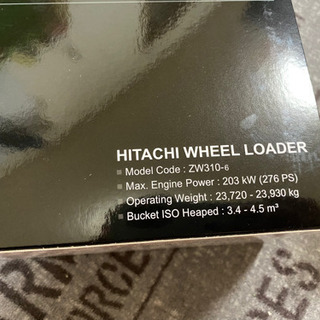 HITACHI WHEEL LOADER
■ Model Code : ZW310-6
■ Max. Engine Power : 203 kW (276 PS)
■ Operating Weight : 23,720 - 23,930 kg
■ Bucket ISO Heaped : 3.4 - 4.5 m³